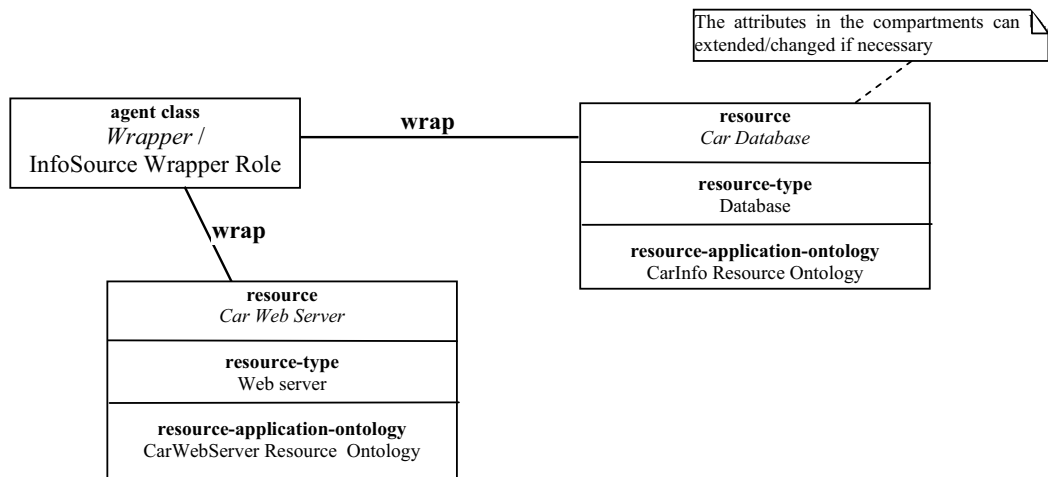 The attributes in the compartments can
extended/changed if necessary
agent class
Wrapper /
InfoSource Wrapper Role
wrap
resource
Car Database
resource-type
Database
resource-application-ontology
CarInfo Resource Ontology
wrap
resource
Car Web Server
resource-type
Web server
resource-application-ontology
CarWebServer Resource Ontology